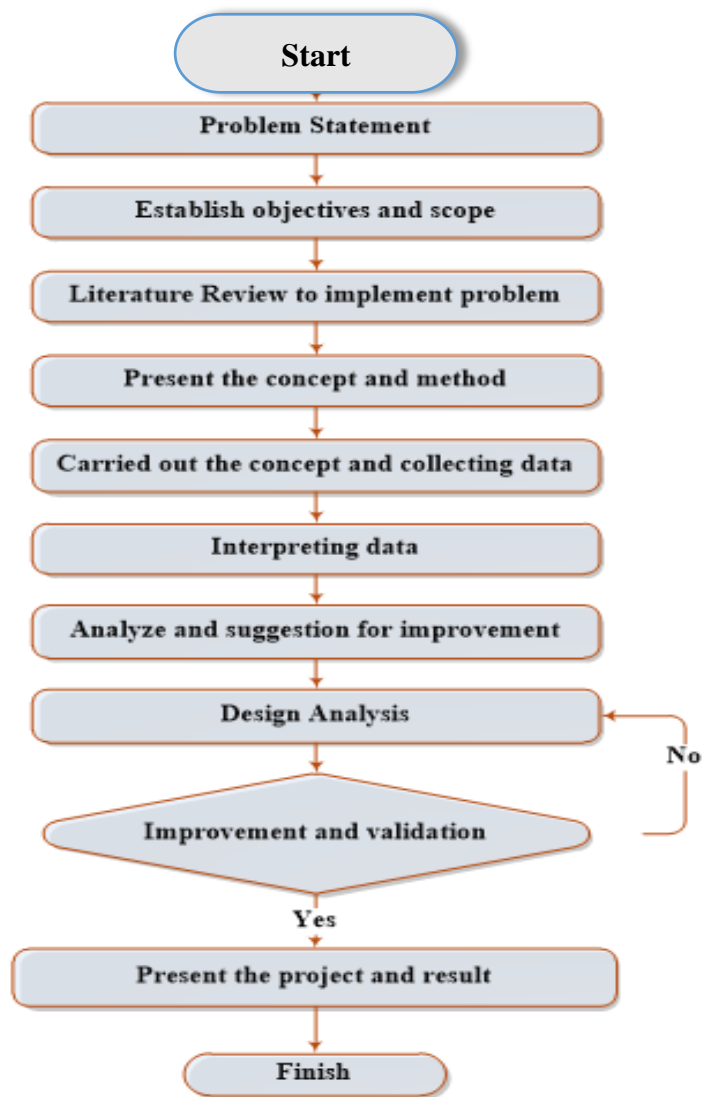 Start
Problem Statement
Establish objectives and scope
Literature Review to implement problem
Present the concept and method
Carried out the concept and collecting data
Interpreting data
Analyze and suggestion for improvement
Design Analysis
No
Improvement and validation
Yes
Present the project and result
Finish